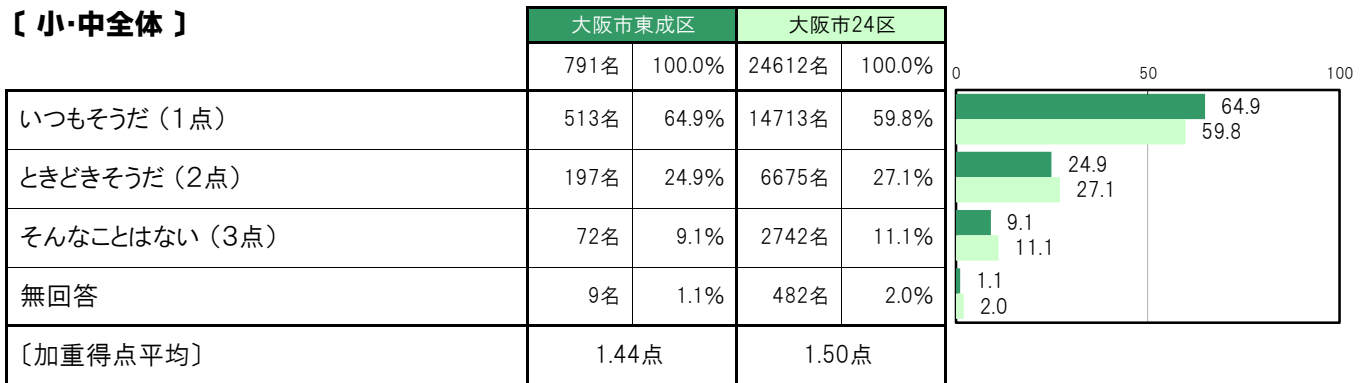 〔 小・中全体 〕
大阪市東成区 大阪市24区
791名 100.0% 24612名 100.0%
0 50 100
いつもそうだ（1点） 513名 64.9% 14713名 59.8%
64.9
59.8
ときどきそうだ（2点） 197名 24.9% 6675名 27.1%
24.9
27.1
そんなことはない（3点） 72名 9.1% 2742名 11.1%
9.1
11.1
無回答 9名 1.1% 482名 2.0%
1.1
2.0
〔加重得点平均〕 1.44点 1.50点